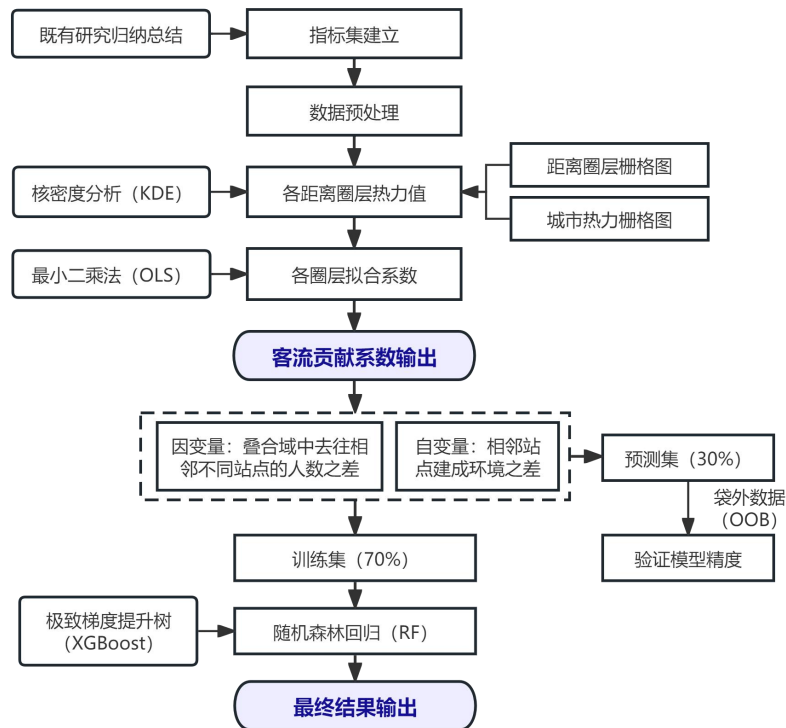 既有研究归纳总结
指标集建立
数据预处理
核密度分析（KDE）
各距离圈层热力值
距离圈层栅格图
城市热力栅格图
最小二乘法（OLS）
各圈层拟合系数
客流贡献系数输出
因变量：叠合域中去往相
邻不同站点的人数之差
自变量：相邻站
点建成环境之差
预测集（30%）
袋外数据
（OOB）
训练集（70%）
验证模型精度
极致梯度提升树
（XGBoost）
随机森林回归（RF）
最终结果输出